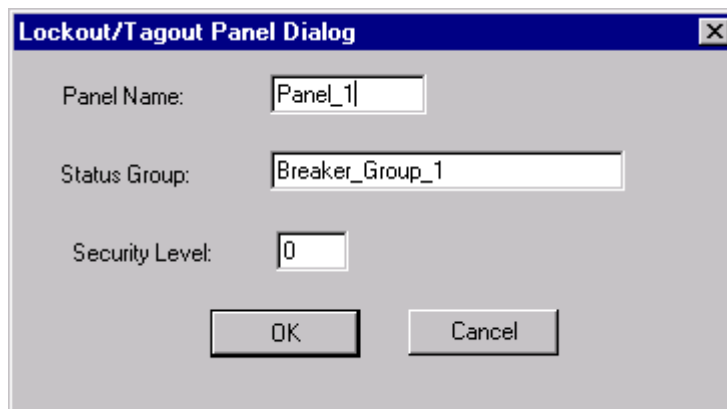 Lockout/Tagout Panel Dialog
Panel Name: Panel_1
Status Group: Breaker_Group_1
Security Level: 0
OK Cancel